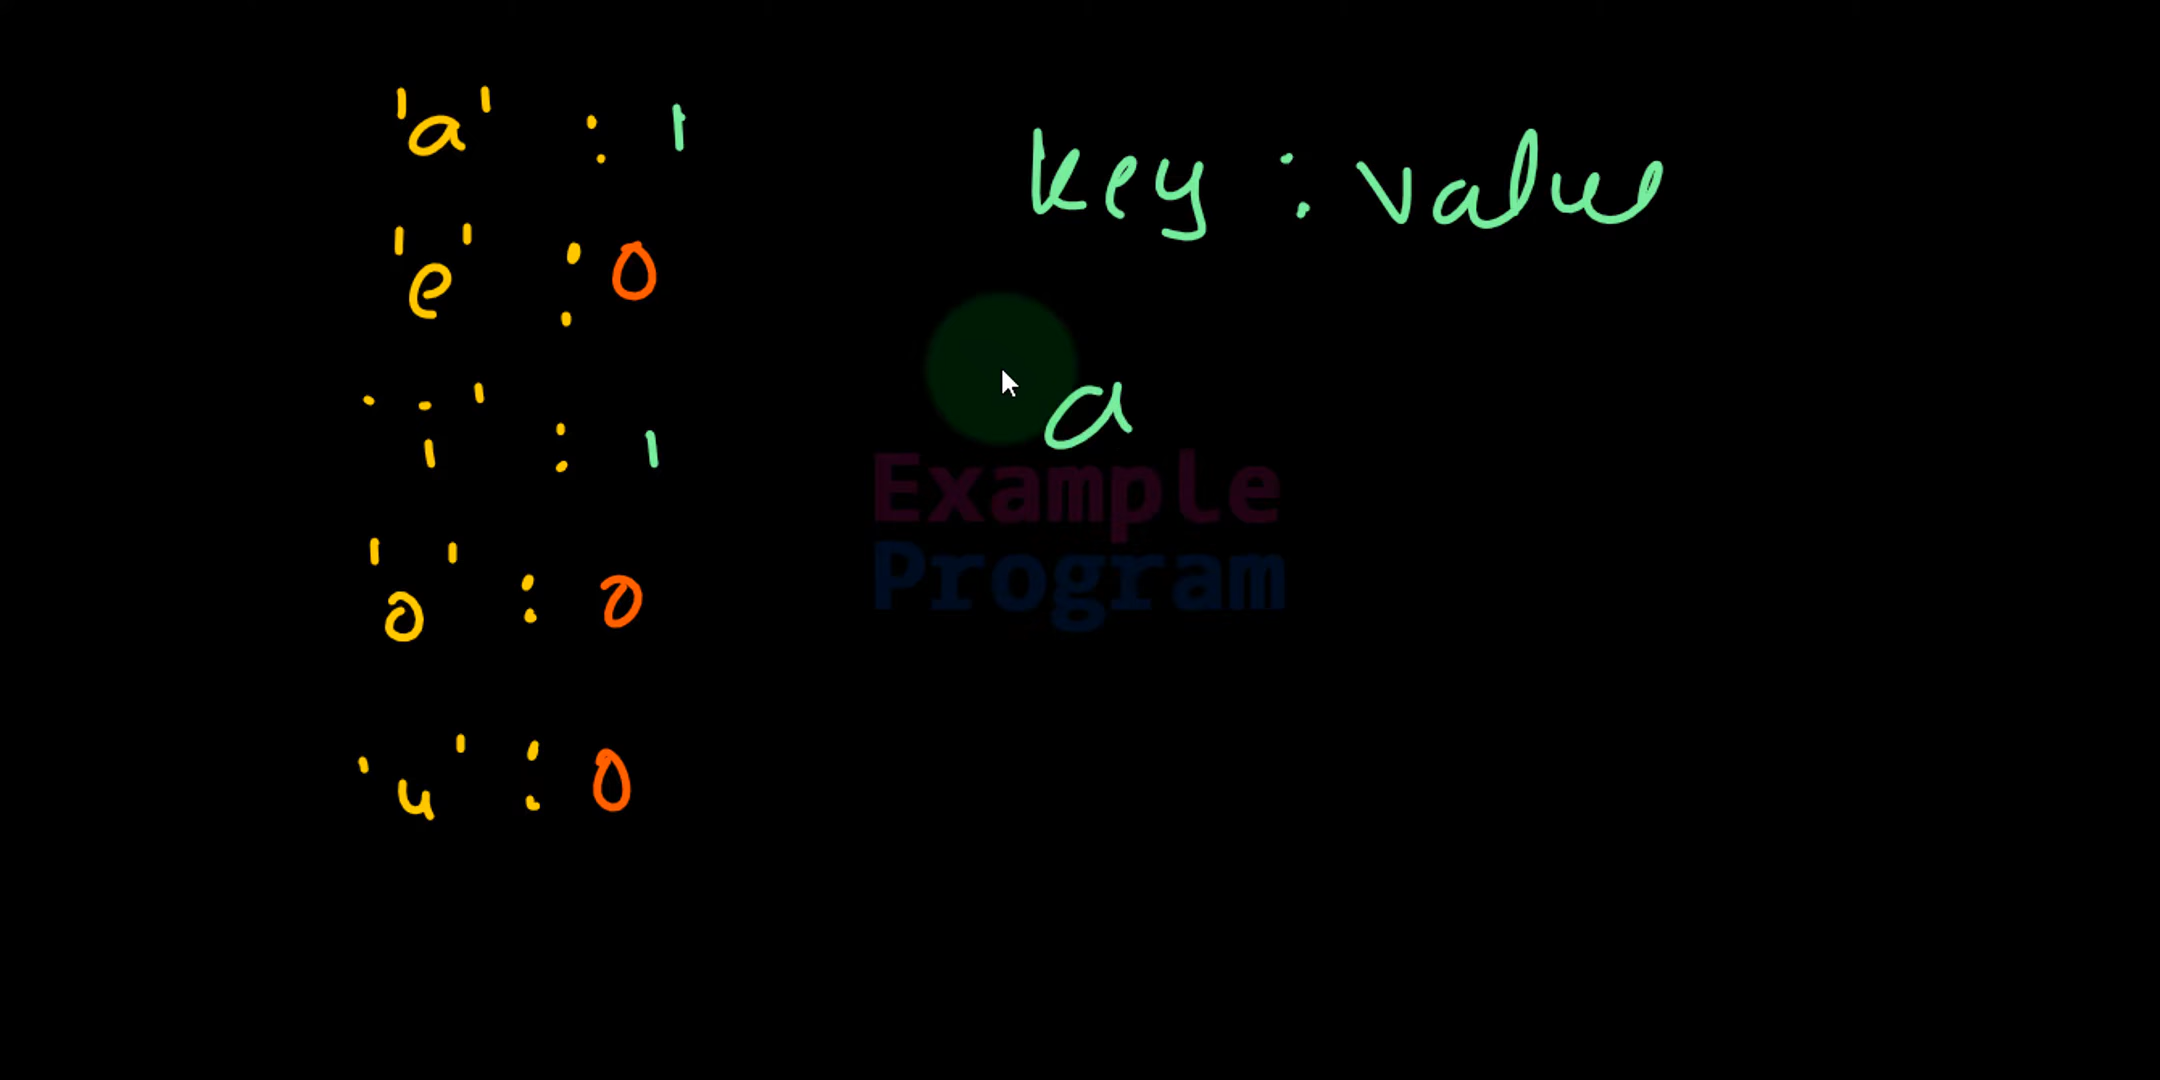 'a' : 1
key : value
'e' : 0
'i' : 1
a
'o' : 0
'u' : 0
Example
Program